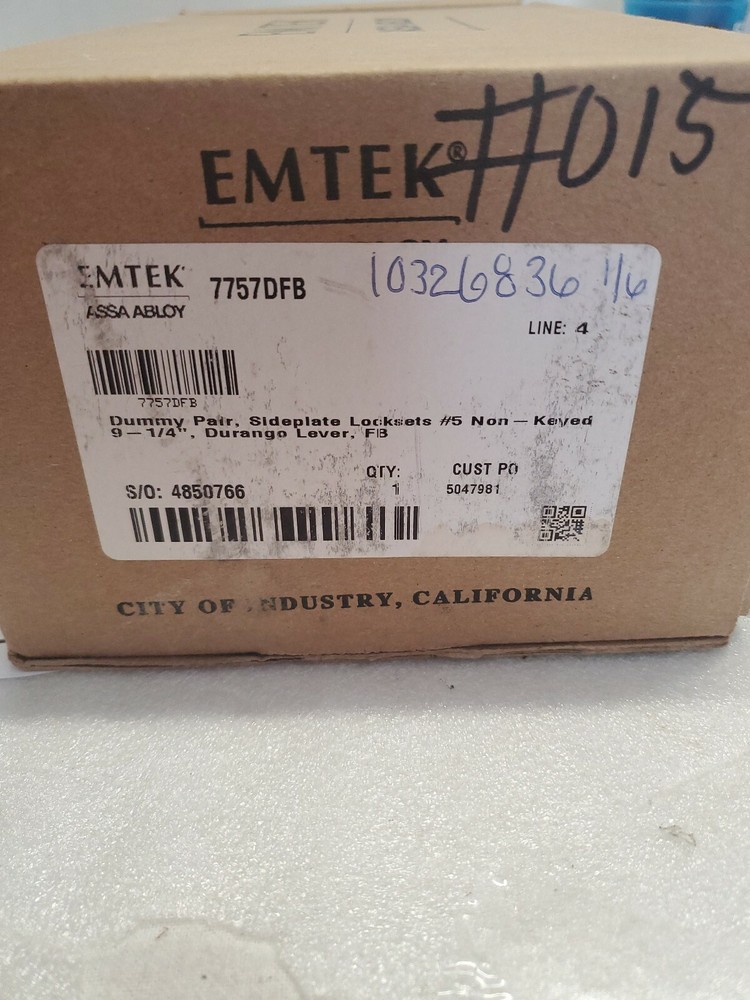 EMTEK® #015
EMTEK
ASSA ABLOY
7757DFB
10326836 1/6
LINE: 4
7757DFB
Dummy Pair, Sideplate Locksets #5 Non-Keyed
9-1/4", Durango Lever, FB
QTY: CUST PO
S/O: 4850766 1 5047981
CITY OF INDUSTRY, CALIFORNIA